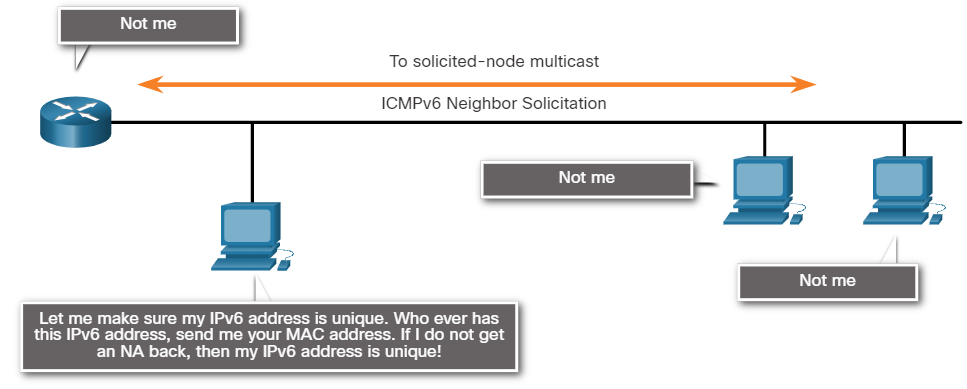 Not me
To solicited-node multicast
ICMPv6 Neighbor Solicitation
Not me
Not me
Let me make sure my IPv6 address is unique. Who ever has
this IPv6 address, send me your MAC address. If I do not get
an NA back, then my IPv6 address is unique!